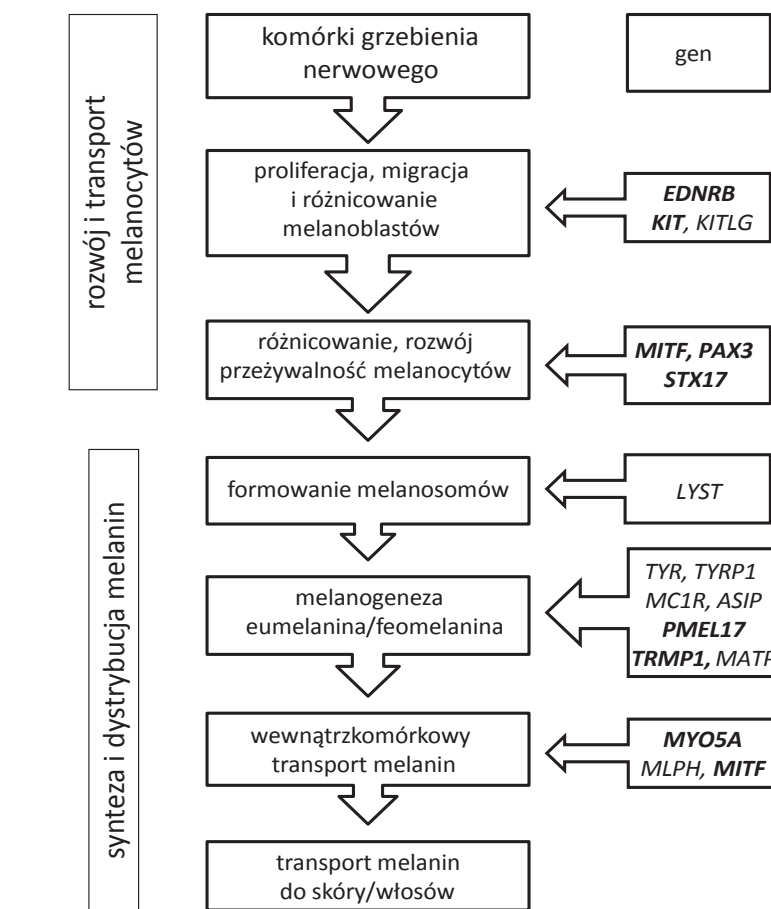 komórki grzebienia
nerwowego
gen
rozwój i transport
melanocytów
proliferacja, migracja
i różnicowanie
melanoblastów
EDNRB
KIT, KITLG
różnicowanie, rozwój
przeżywalność melanocytów
MITF, PAX3
STX17
synteza i dystrybucja melanin
formowanie melanosomów
LYST
melanogeneza
eumelanina/feomelanina
TYR, TYRP1
MC1R, ASIP
PMEL17
TRMP1, MATP
wewnątrzkomórkowy
transport melanin
MYO5A
MLPH, MITF
transport melanin
do skóry/włosów